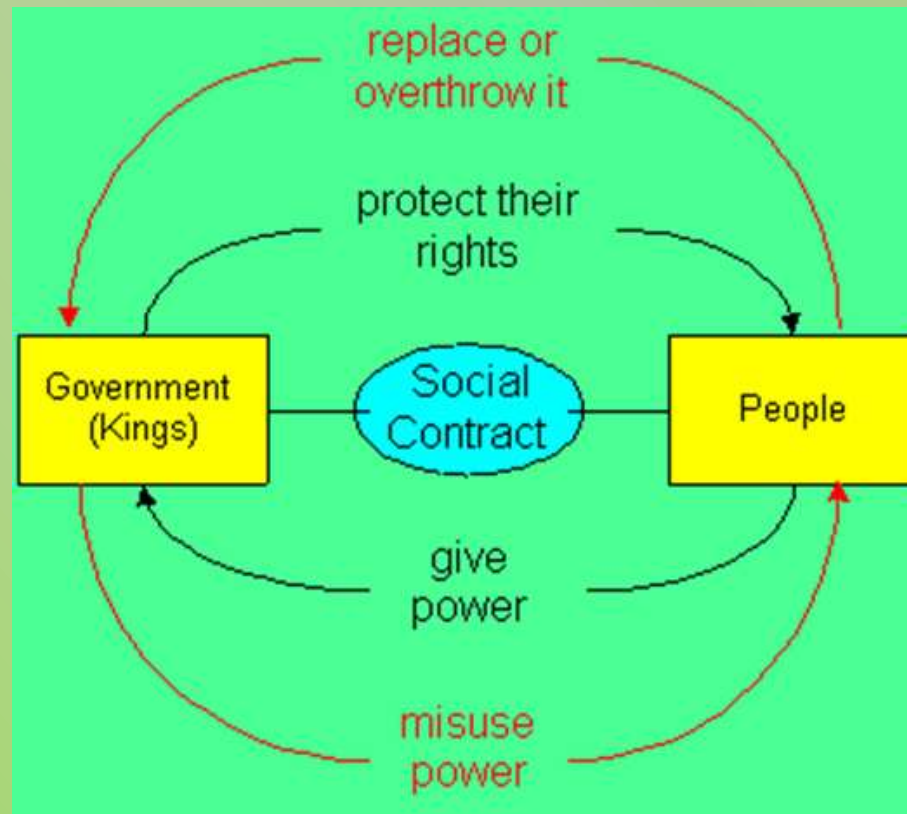 replace or
overthrow it
protect their
rights
Government
(Kings)
Social
Contract
People
give
power
misuse
power